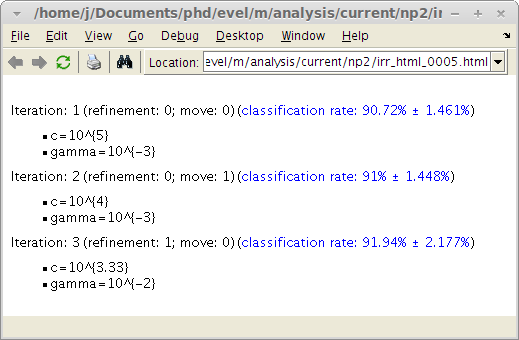 /home/j/Documents/phd/evel/m/analysis/current/np2/ir
File Edit View Go Debug Desktop Window Help
Location: evel/m/analysis/current/np2/irr_html_0005.html
Iteration: 1 (refinement: 0; move: 0) (classification rate: 90.72% ± 1.461%)
c=10^{5}
gamma=10^{-3}
Iteration: 2 (refinement: 0; move: 1) (classification rate: 91% ± 1.448%)
c=10^{4}
gamma=10^{-3}
Iteration: 3 (refinement: 1; move: 0) (classification rate: 91.94% ± 2.177%)
c=10^{3.33}
gamma=10^{-2}